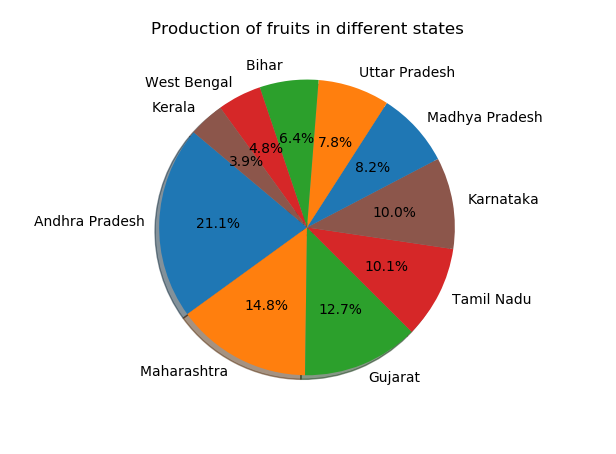 Production of fruits in different states
Bihar
Uttar Pradesh
West Bengal
Kerala
Madhya Pradesh
6.4%
7.8%
4.8%
3.9%
8.2%
Karnataka
10.0%
Andhra Pradesh
21.1%
10.1%
Tamil Nadu
14.8%
12.7%
Maharashtra
Gujarat